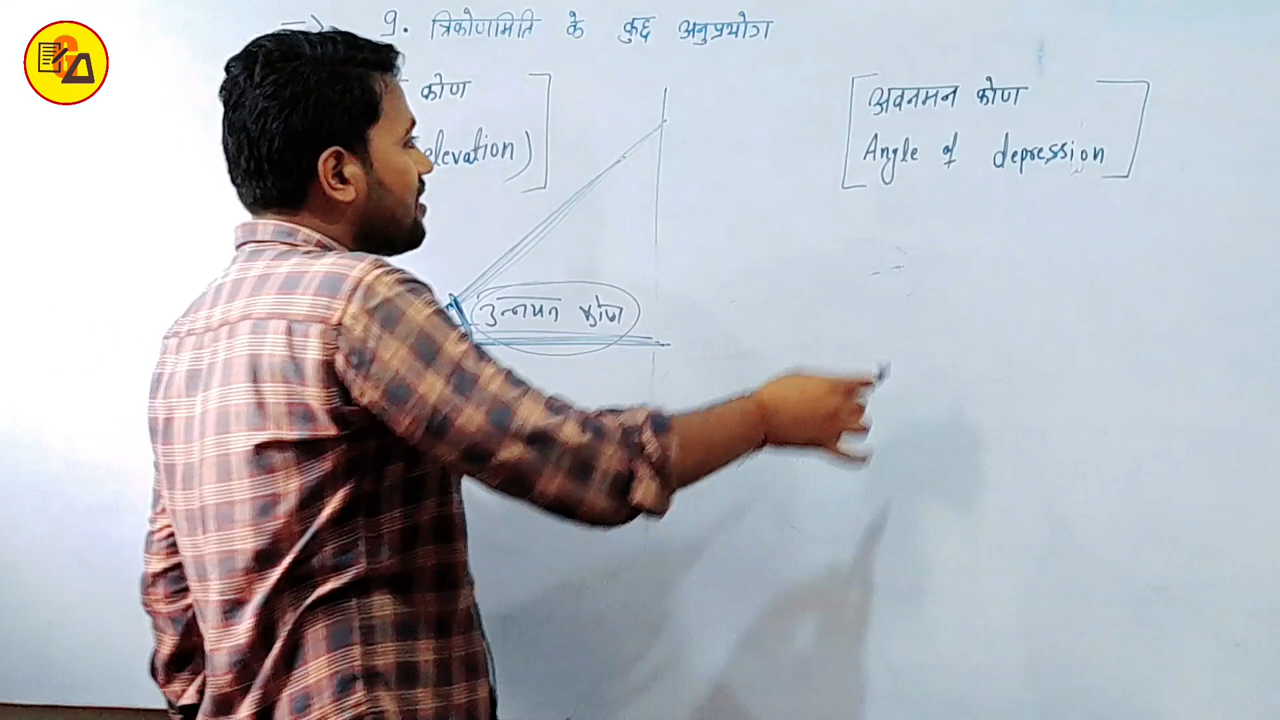 9. त्रिकोणमिति के कुछ अनुप्रयोग
कोण
elevation)
उन्नयन कोण
अवनमन कोण
Angle of depression